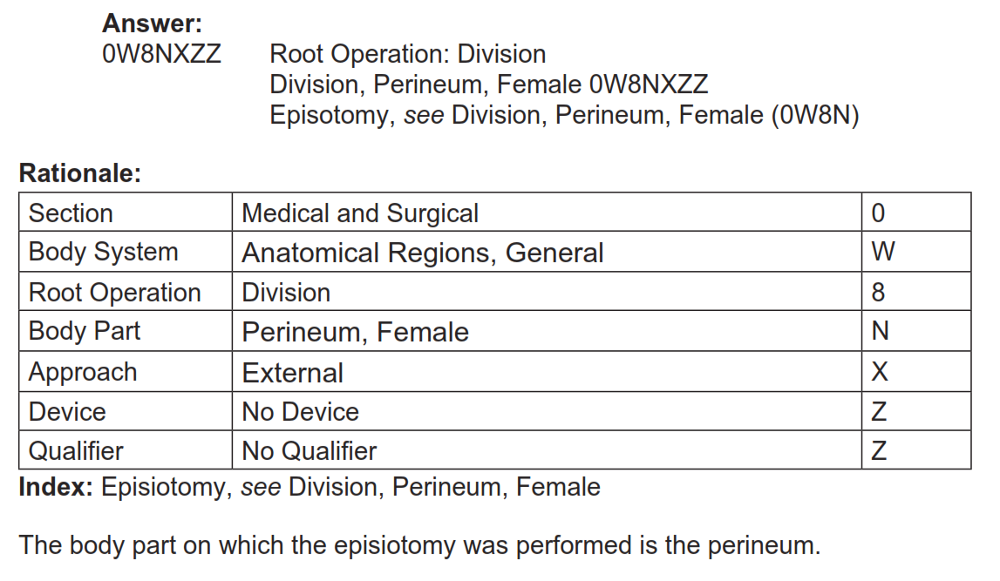 Answer:
0W8NXZZ Root Operation: Division
Division, Perineum, Female 0W8NXZZ
Episotomy, see Division, Perineum, Female (0W8N)
Rationale:
Section Medical and Surgical 0
Body System Anatomical Regions, General W
Root Operation Division 8
Body Part Perineum, Female N
Approach External X
Device No Device Z
Qualifier No Qualifier Z
Index: Episiotomy, see Division, Perineum, Female
The body part on which the episiotomy was performed is the perineum.